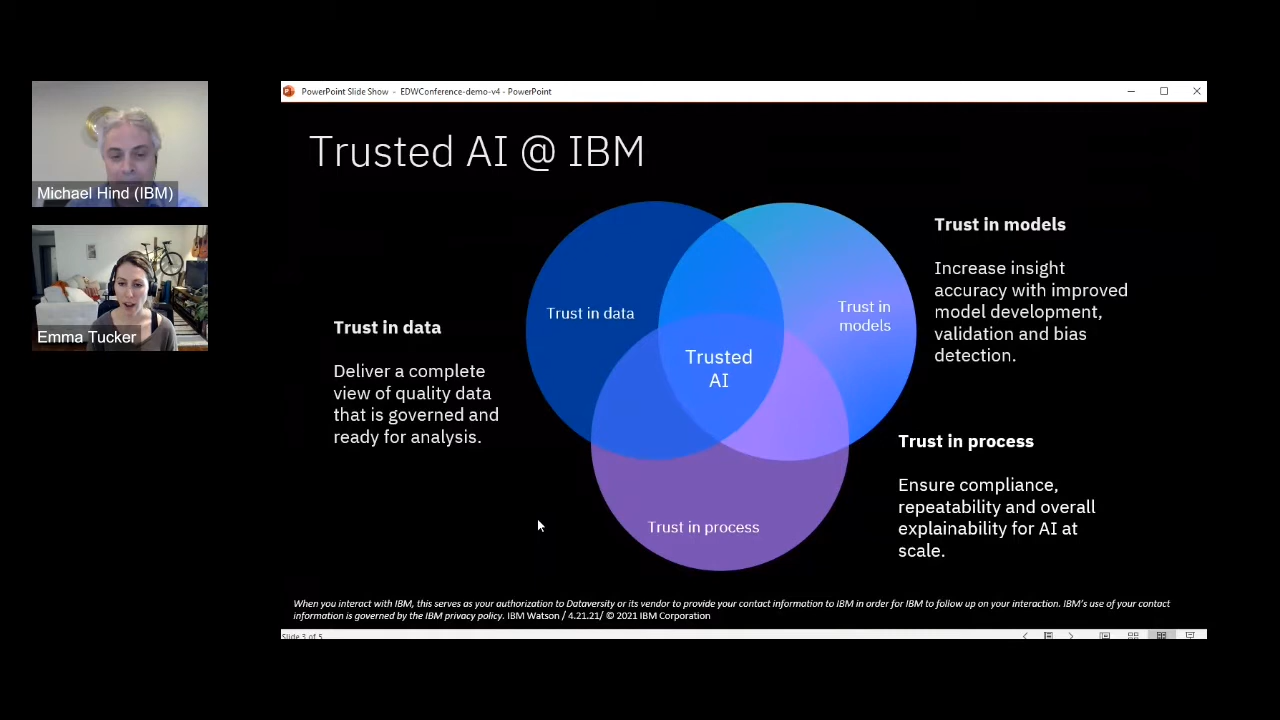 PowerPoint Slide Show - EDWConference-demo-v4 - PowerPoint
Michael Hind (IBM)
Emma Tucker
Trusted AI @ IBM
Trust in data
Deliver a complete
view of quality data
that is governed and
ready for analysis.
Trust in data
Trust in
models
Trusted
AI
Trust in process
Trust in models
Increase insight
accuracy with improved
model development,
validation and bias
detection.
Trust in process
Ensure compliance,
repeatability and overall
explainability for AI at
scale.
When you interact with IBM, this serves as your authorization to Dataversity or its vendor to provide your contact information to IBM in order for IBM to follow up on your interaction. IBM's use of your contact
information is governed by the IBM privacy policy. IBM Watson / 4.21.21/ © 2021 IBM Corporation
Slide 3 of 5